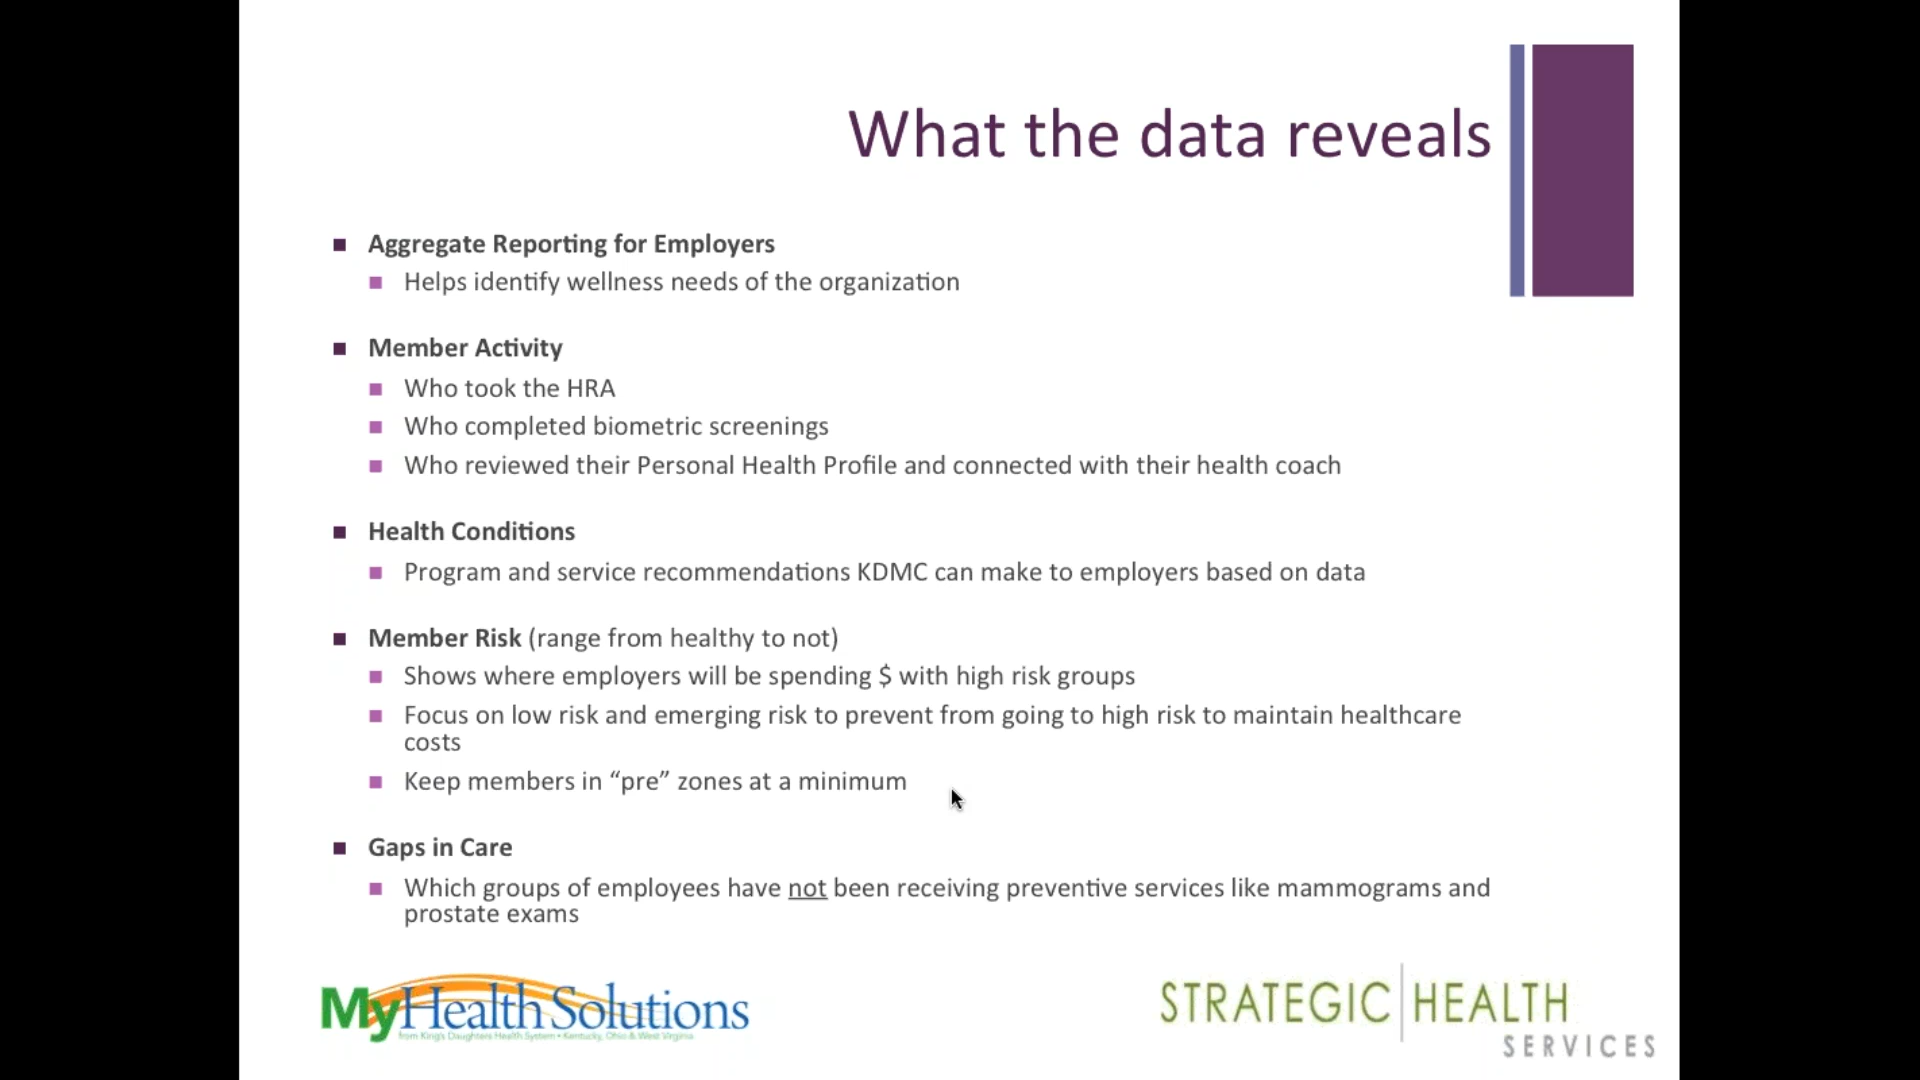 What the data reveals
Aggregate Reporting for Employers
Helps identify wellness needs of the organization
Member Activity
Who took the HRA
Who completed biometric screenings
Who reviewed their Personal Health Profile and connected with their health coach
Health Conditions
Program and service recommendations KDMC can make to employers based on data
Member Risk (range from healthy to not)
Shows where employers will be spending $ with high risk groups
Focus on low risk and emerging risk to prevent from going to high risk to maintain healthcare
costs
Keep members in “pre” zones at a minimum
Gaps in Care
Which groups of employees have not been receiving preventive services like mammograms and
prostate exams
MyHealth Solutions
from King's Daughters Health System • Kentucky, Ohio & West Virginia
STRATEGIC HEALTH
SERVICES